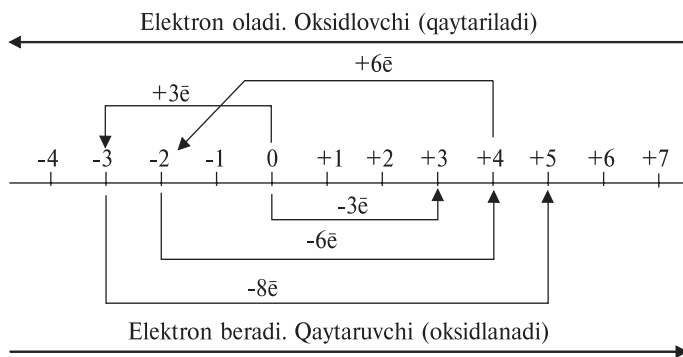 Elektron oladi. Oksidlovchi (qaytariladi)
+6ē
+3ē
-4 -3 -2 -1 0 +1 +2 +3 +4 +5 +6 +7
-3ē
-6ē
-8ē
Elektron beradi. Qaytaruvchi (oksidlanadi)